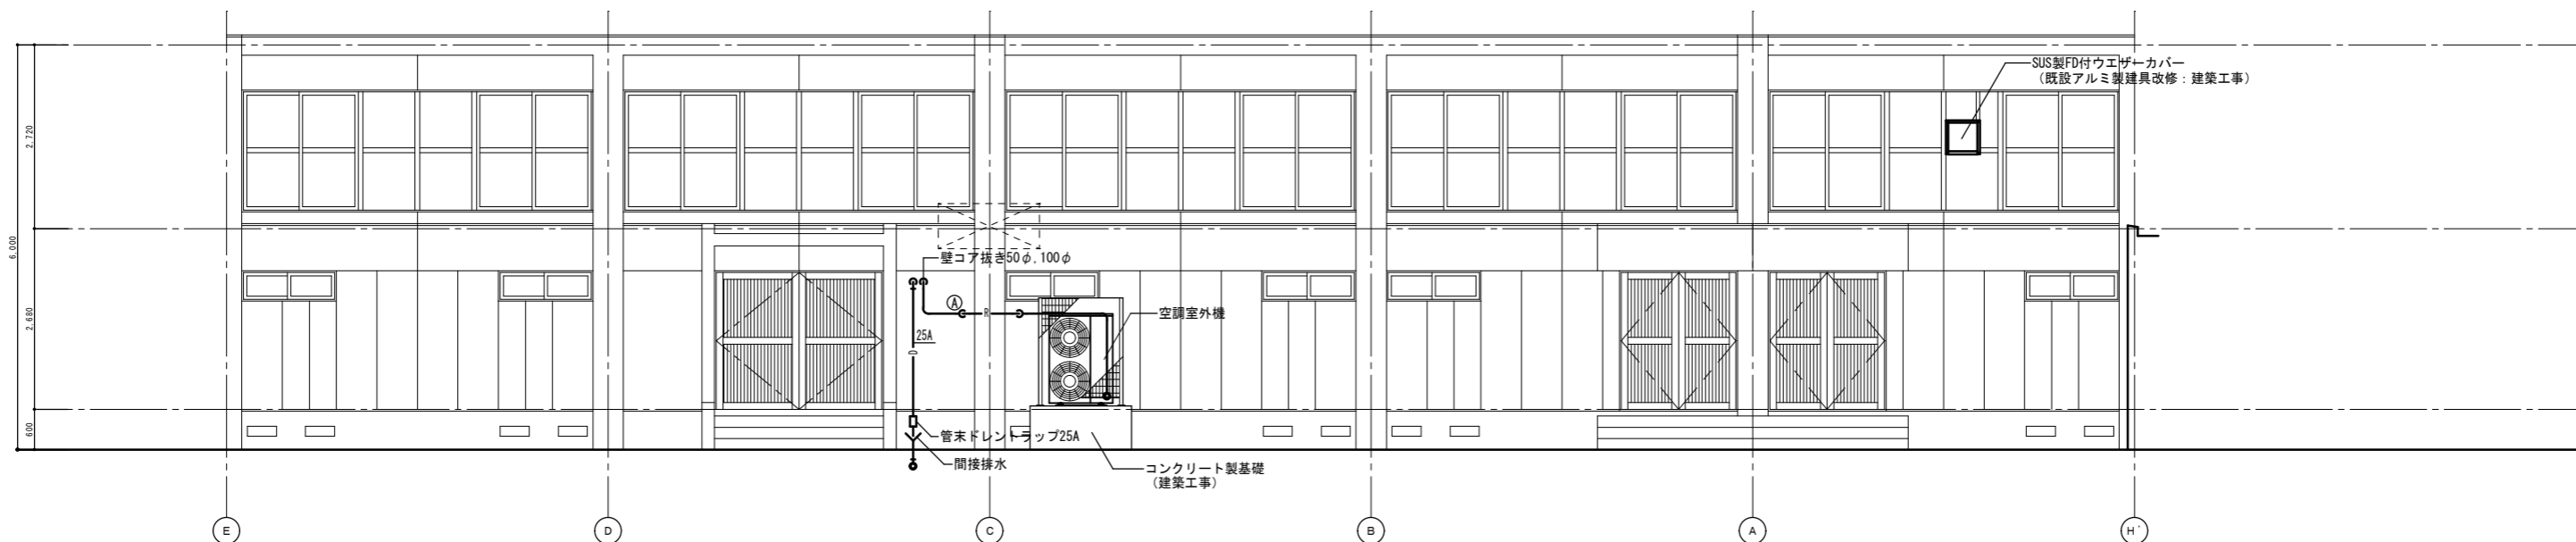 SUS製FD付ウエザーカバー
(既設アルミ製建具改修:建築工事)
2,720
6,000
2,680
600
壁コア抜き50φ,100φ
A
R
空調室外機
25A
管末ドレントラップ25A
間接排水
コンクリート製基礎
(建築工事)
E
D
C
B
A
H'